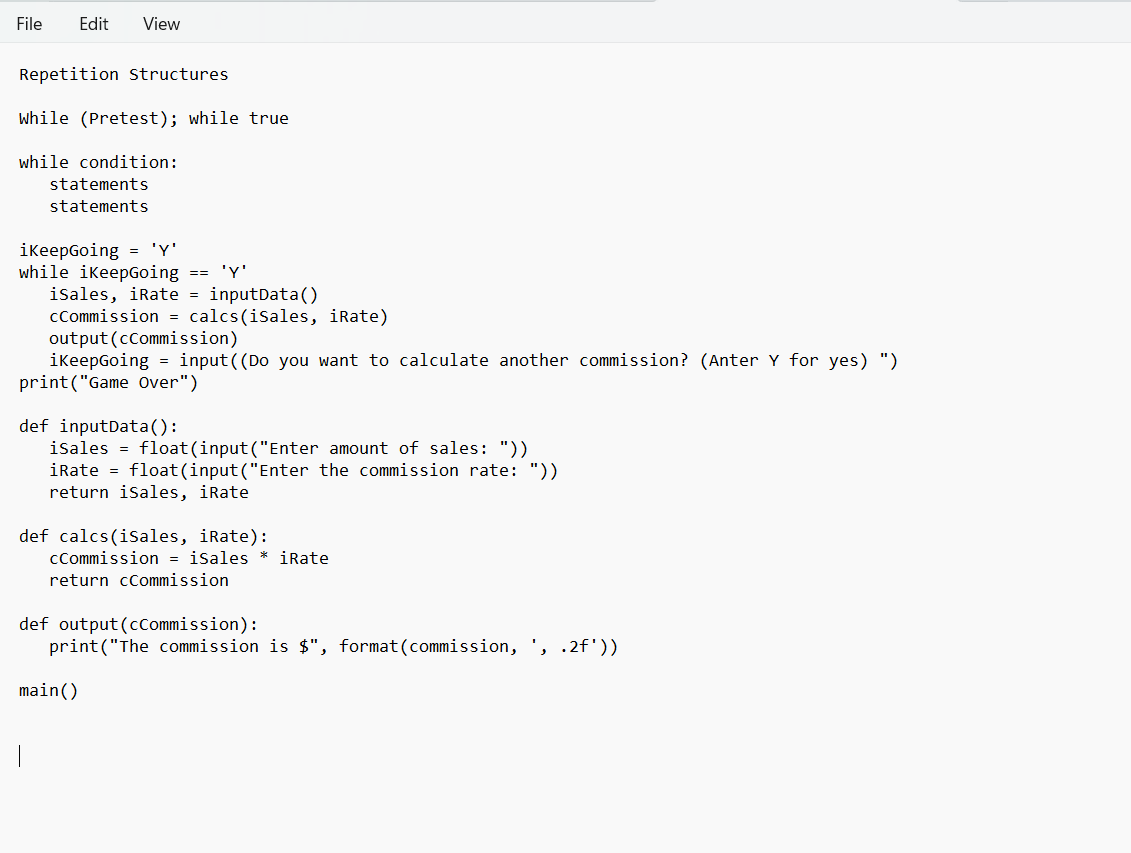 File Edit View
Repetition Structures
While (Pretest); while true
while condition:
statements
statements
iKeepGoing = 'Y'
while iKeepGoing == 'Y'
iSales, iRate = inputData()
cCommission = calcs(iSales, iRate)
output(cCommission)
iKeepGoing = input((Do you want to calculate another commission? (Anter Y for yes) ")
print("Game Over")
def inputData():
iSales = float(input("Enter amount of sales: "))
iRate = float(input("Enter the commission rate: "))
return iSales, iRate
def calcs(iSales, iRate):
cCommission = iSales * iRate
return cCommission
def output(cCommission):
print("The commission is $", format(commission, ', .2f'))
main()